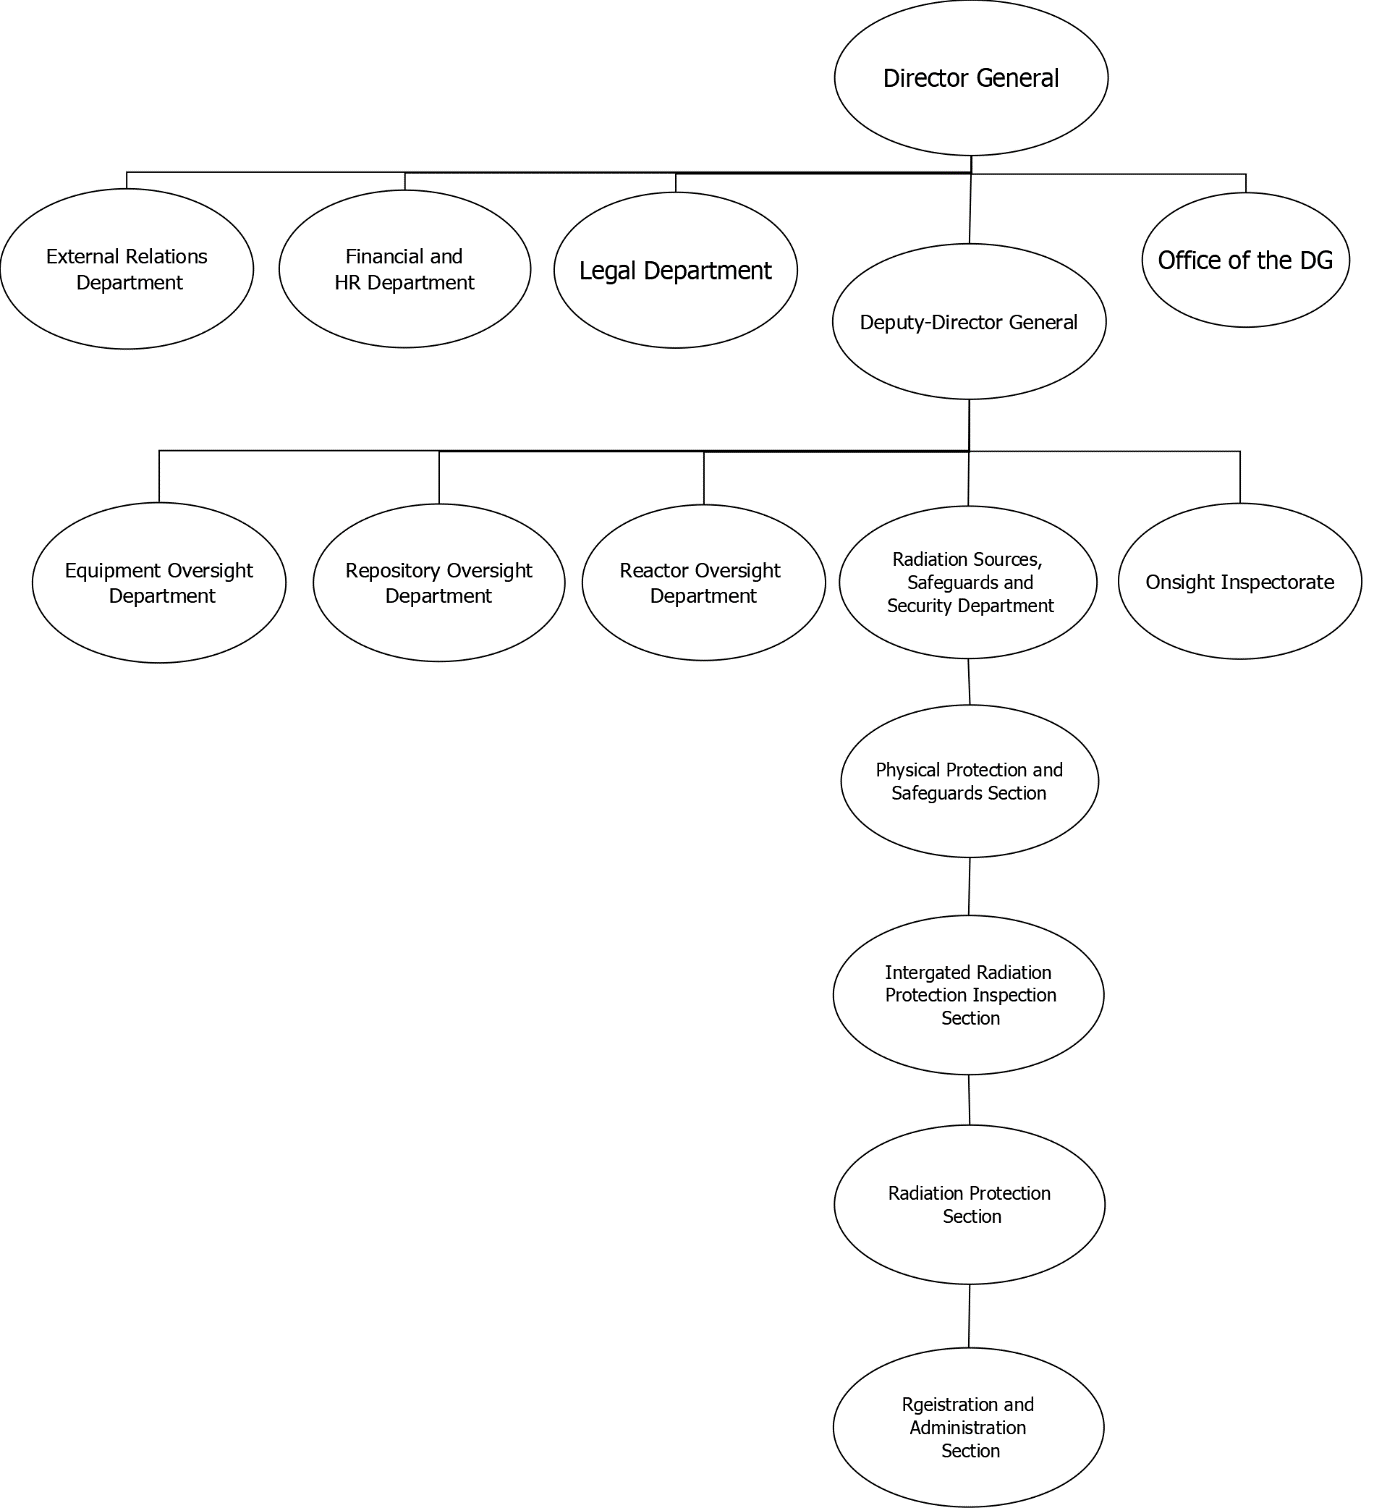 Director General
External Relations
Department
Financial and
HR Department
Legal Department
Deputy-Director General
Office of the DG
Equipment Oversight
Department
Repository Oversight
Department
Reactor Oversight
Department
Radiation Sources,
Safeguards and
Security Department
Onsight Inspectorate
Physical Protection and
Safeguards Section
Intergated Radiation
Protection Inspection
Section
Radiation Protection
Section
Rgeistration and
Administration
Section